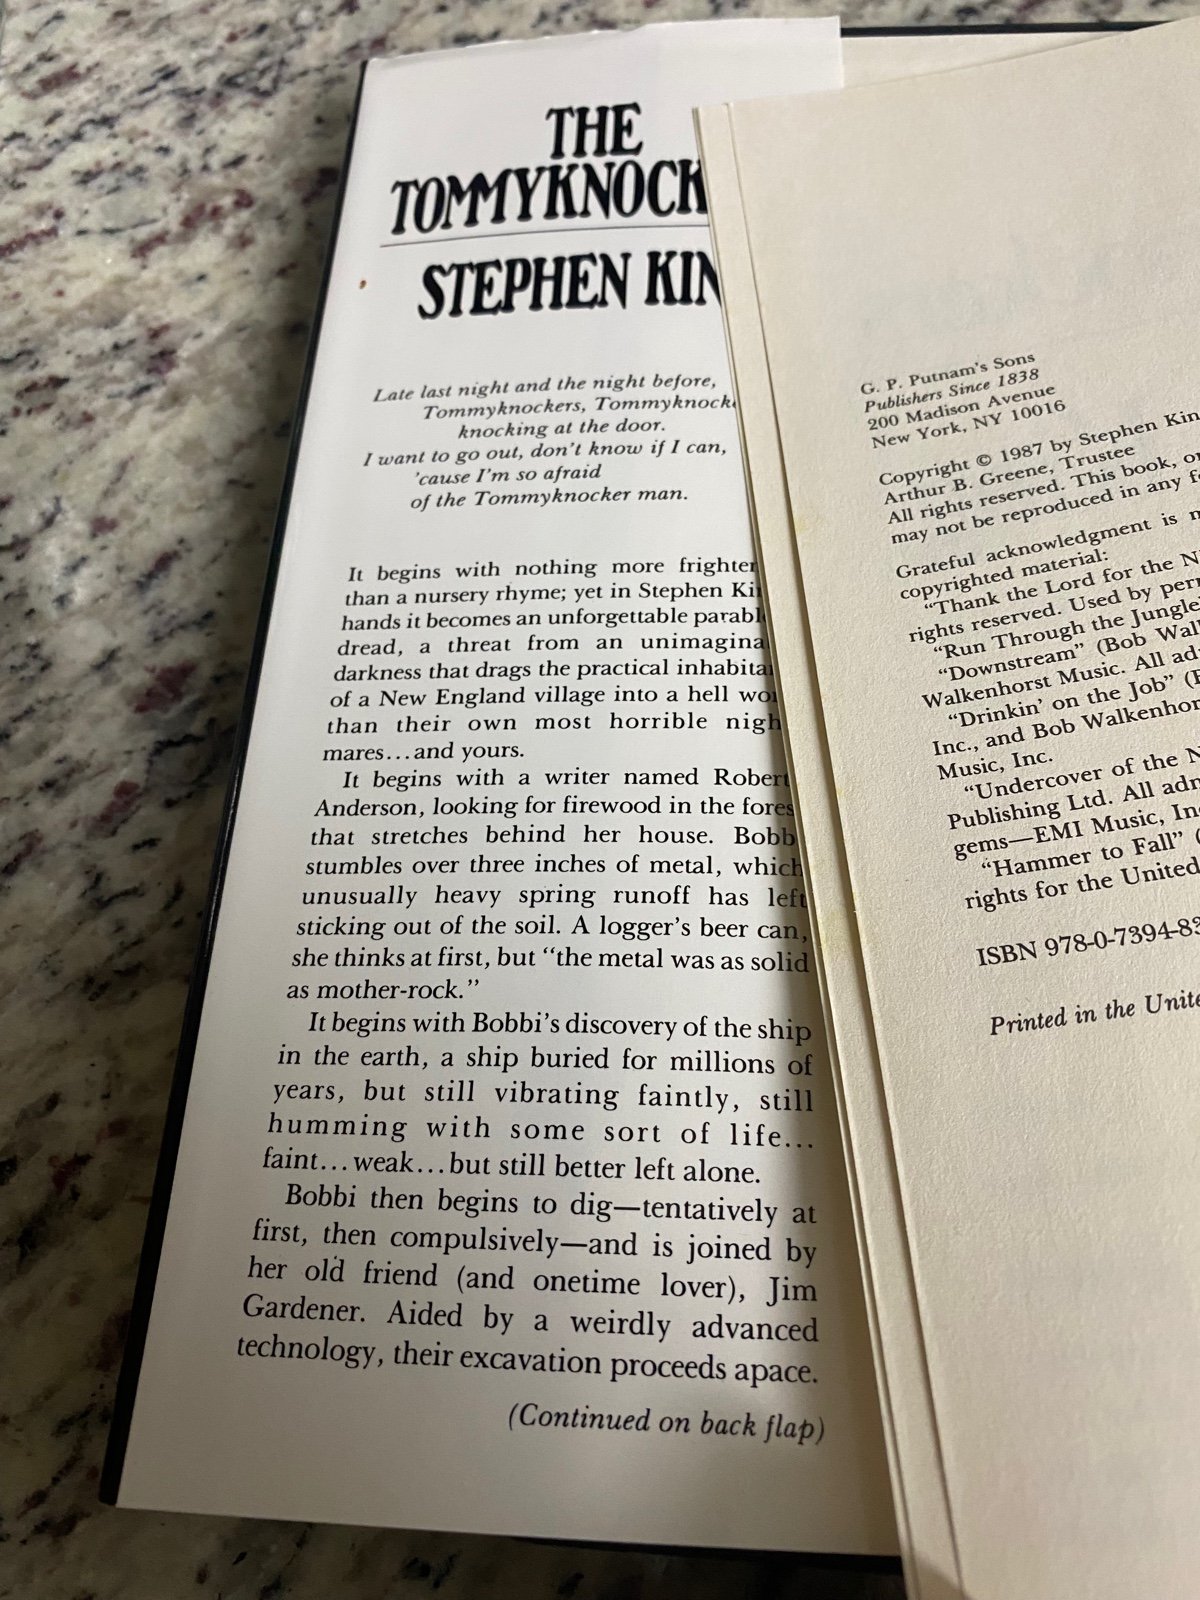 THE
TOMMYKNOCK
STEPHEN KIN
Late last night and the night before,
Tommyknockers, Tommyknock
knocking at the door.
I want to go out, don't know if I can,
'cause I'm so afraid
of the Tommyknocker man.
It begins with nothing more frighten
than a nursery rhyme; yet in Stephen Ki
hands it becomes an unforgettable parabl
dread, a threat from an unimagina
darkness that drags the practical inhabita
of a New England village into a hell wo
than their own most horrible nigh
mares...and yours.
It begins with a writer named Robert
Anderson, looking for firewood in the fores
that stretches behind her house. Bobb
stumbles over three inches of metal, which
unusually heavy spring runoff has left
sticking out of the soil. A logger's beer can,
she thinks at first, but “the metal was as solid
as mother-rock.”
It begins with Bobbi's discovery of the ship
in the earth, a ship buried for millions of
years, but still vibrating faintly, still
humming with some sort of life...
faint...weak...but still better left alone.
Bobbi then begins to dig—tentatively at
first, then compulsively—and is joined by
her old friend (and onetime lover), Jim
Gardener. Aided by a weirdly advanced
technology, their excavation proceeds apace.
(Continued on back flap)
G. P. Putnam's Sons
Publishers Since 1838
200 Madison Avenue
New York, NY 10016
Copyright © 1987 by Stephen Kin
Arthur B. Greene, Trustee
All rights reserved. This book, or
may not be reproduced in any fo
Grateful acknowledgment is m
copyrighted material:
“Thank the Lord for the N
rights reserved. Used by perm
“Run Through the Jungle”
“Downstream” (Bob Wal
Walkenhorst Music. All ad
“Drinkin' on the Job” (B
Inc., and Bob Walkenhor
Music, Inc.
“Undercover of the N
Publishing Ltd. All adm
gems—EMI Music, Inc
“Hammer to Fall” (
rights for the United
ISBN 978-0-7394-83
Printed in the Unite